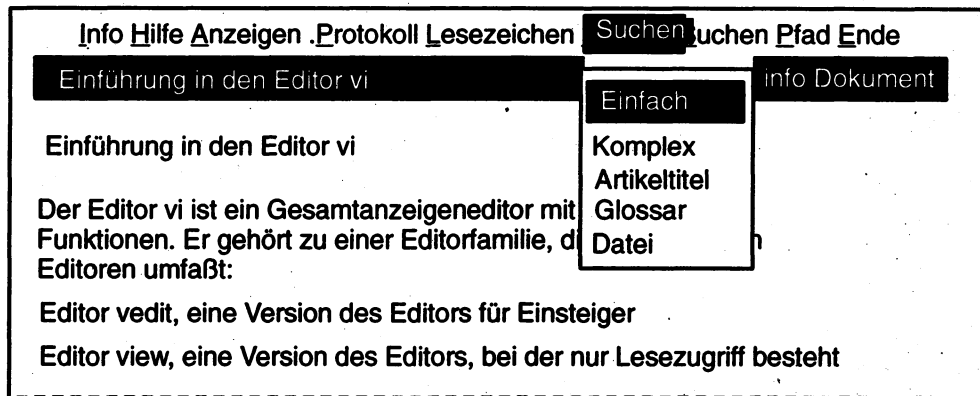 Info Hilfe Anzeigen .Protokoll Lesezeichen Suchen uchen Pfad Ende
Einführung in den Editor vi info Dokument
Einfach
Einführung in den Editor vi Komplex
Artikeltitel
Der Editor vi ist ein Gesamtanzeigeneditor mit Glossar
Funktionen. Er gehört zu einer Editorfamilie, Datei
Editoren umfaßt:
Editor vedit, eine Version des Editors für Einsteiger
Editor view, eine Version des Editors, bei der nur Lesezugriff besteht